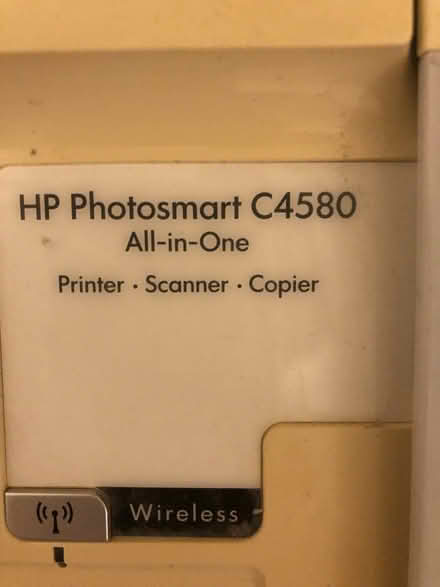 HP Photosmart C4580
All-in-One
Printer · Scanner · Copier
Wireless